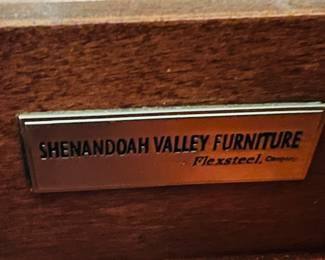 SHENANDOAH VALLEY FURNITURE
Flexsteel, Company